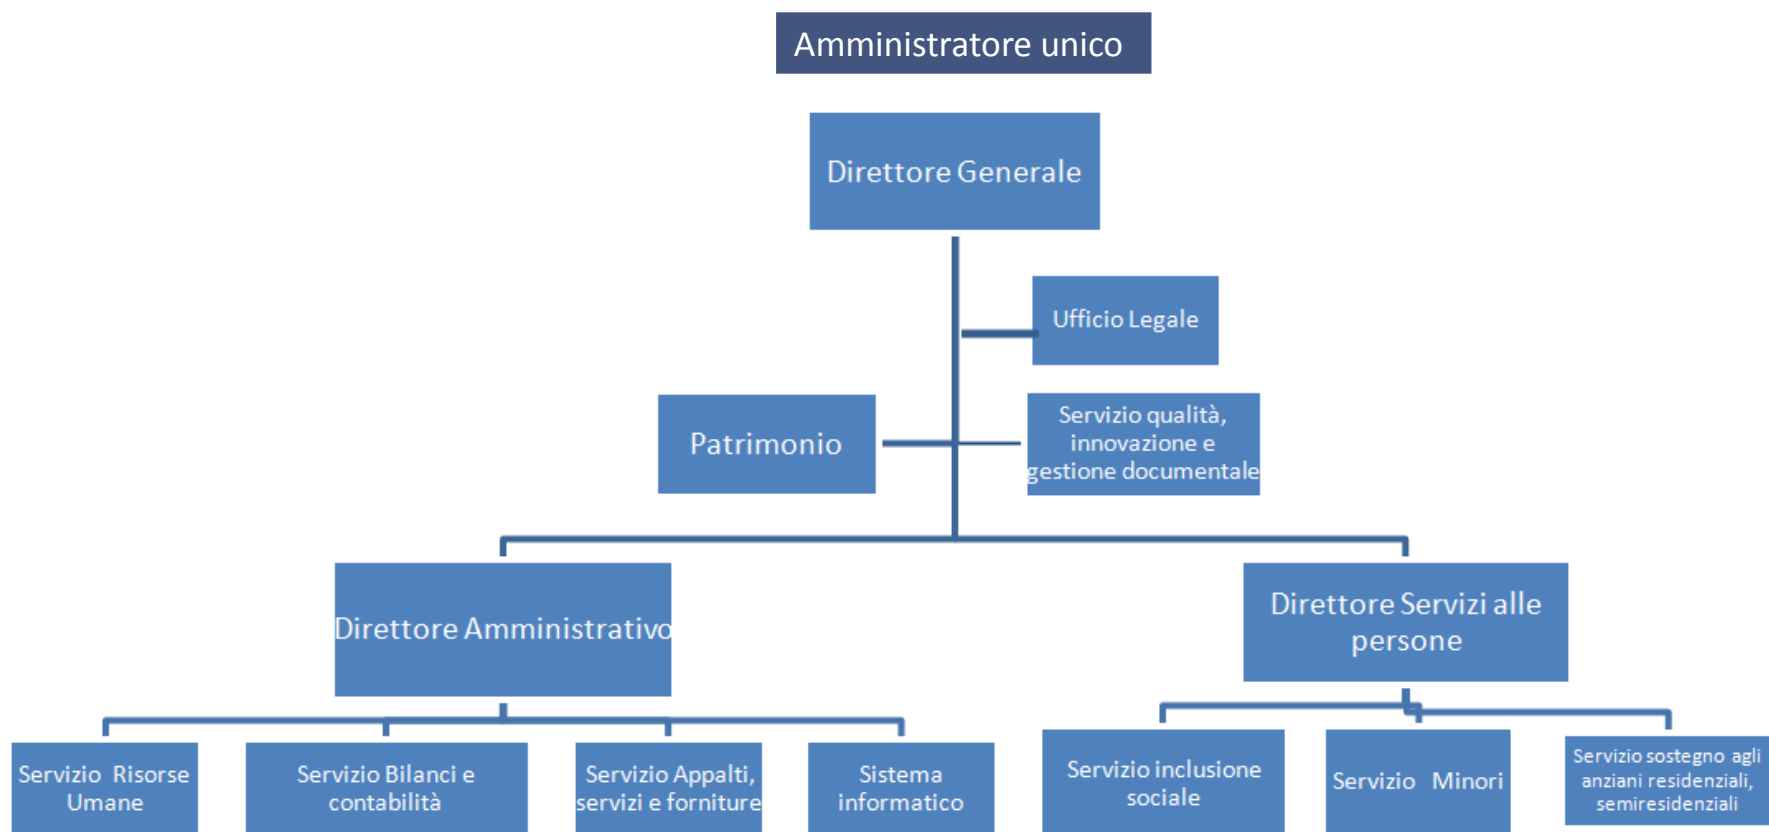 Amministratore unico
Direttore Generale
Ufficio Legale
Patrimonio
Servizio qualità,
innovazione e
gestione documentale
Direttore Amministrativo
Direttore Servizi alle
persone
Servizio Risorse
Umane
Servizio Bilanci e
contabilità
Servizio Appalti,
servizi e forniture
Sistema
informatico
Servizio inclusione
sociale
Servizio Minori
Servizio sostegno agli
anziani residenziali,
semiresidenziali